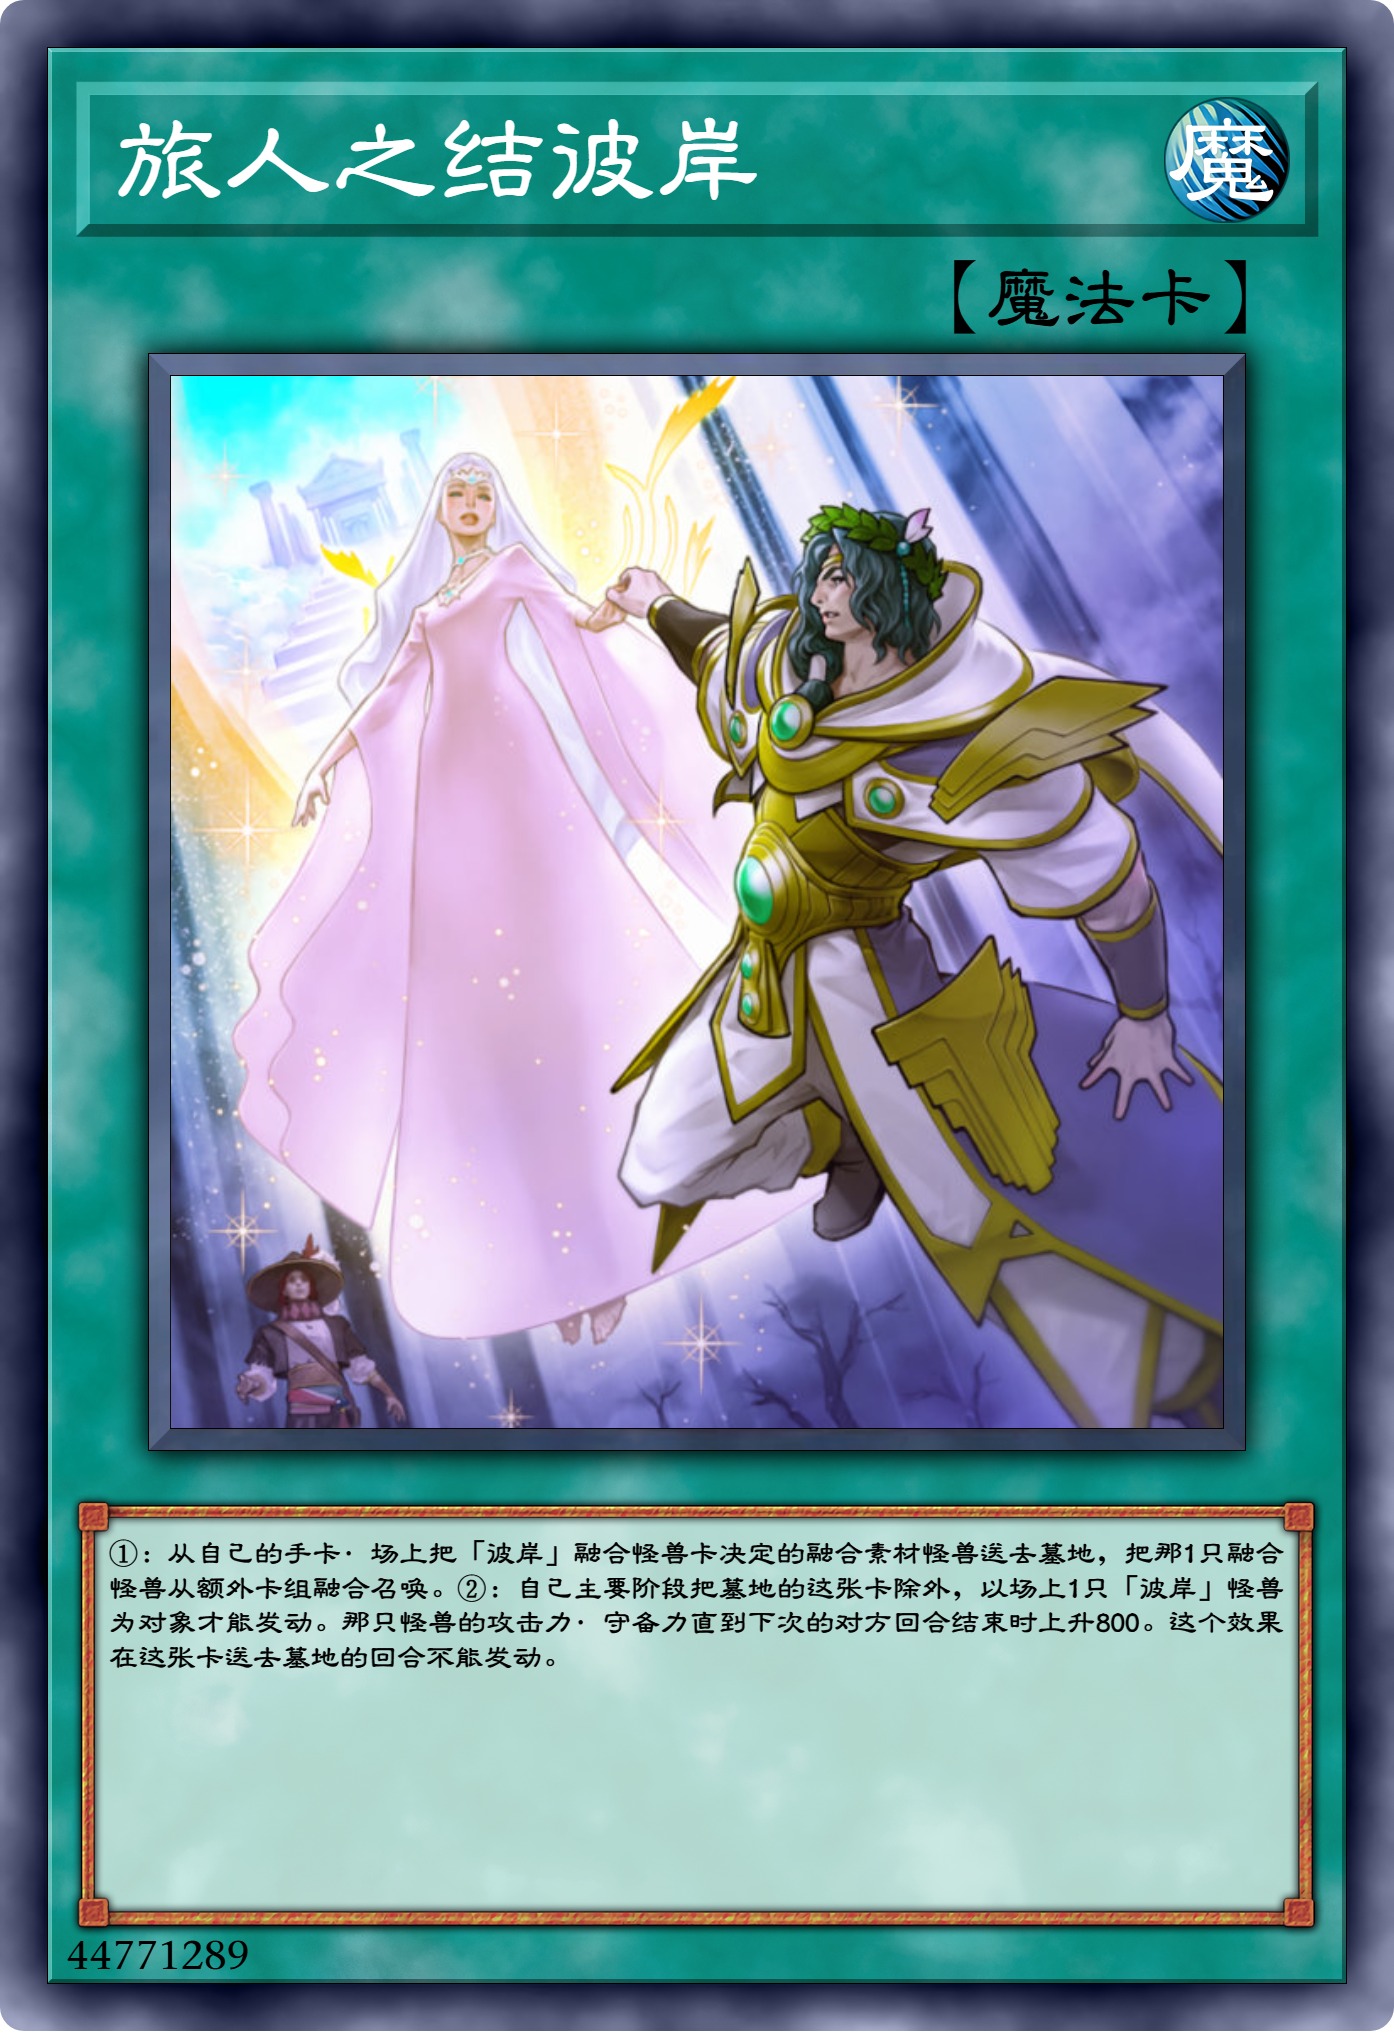 旅人之结彼岸
魔
【魔法卡】
①：从自己的手卡·场上把「彼岸」融合怪兽卡决定的融合素材怪兽送去墓地，把那1只融合
怪兽从额外卡组融合召唤。②：自己主要阶段把墓地的这张卡除外，以场上1只「彼岸」怪兽
为对象才能发动。那只怪兽的攻击力·守备力直到下次的对方回合结束时上升800。这个效果
在这张卡送去墓地的回合不能发动。
44771289